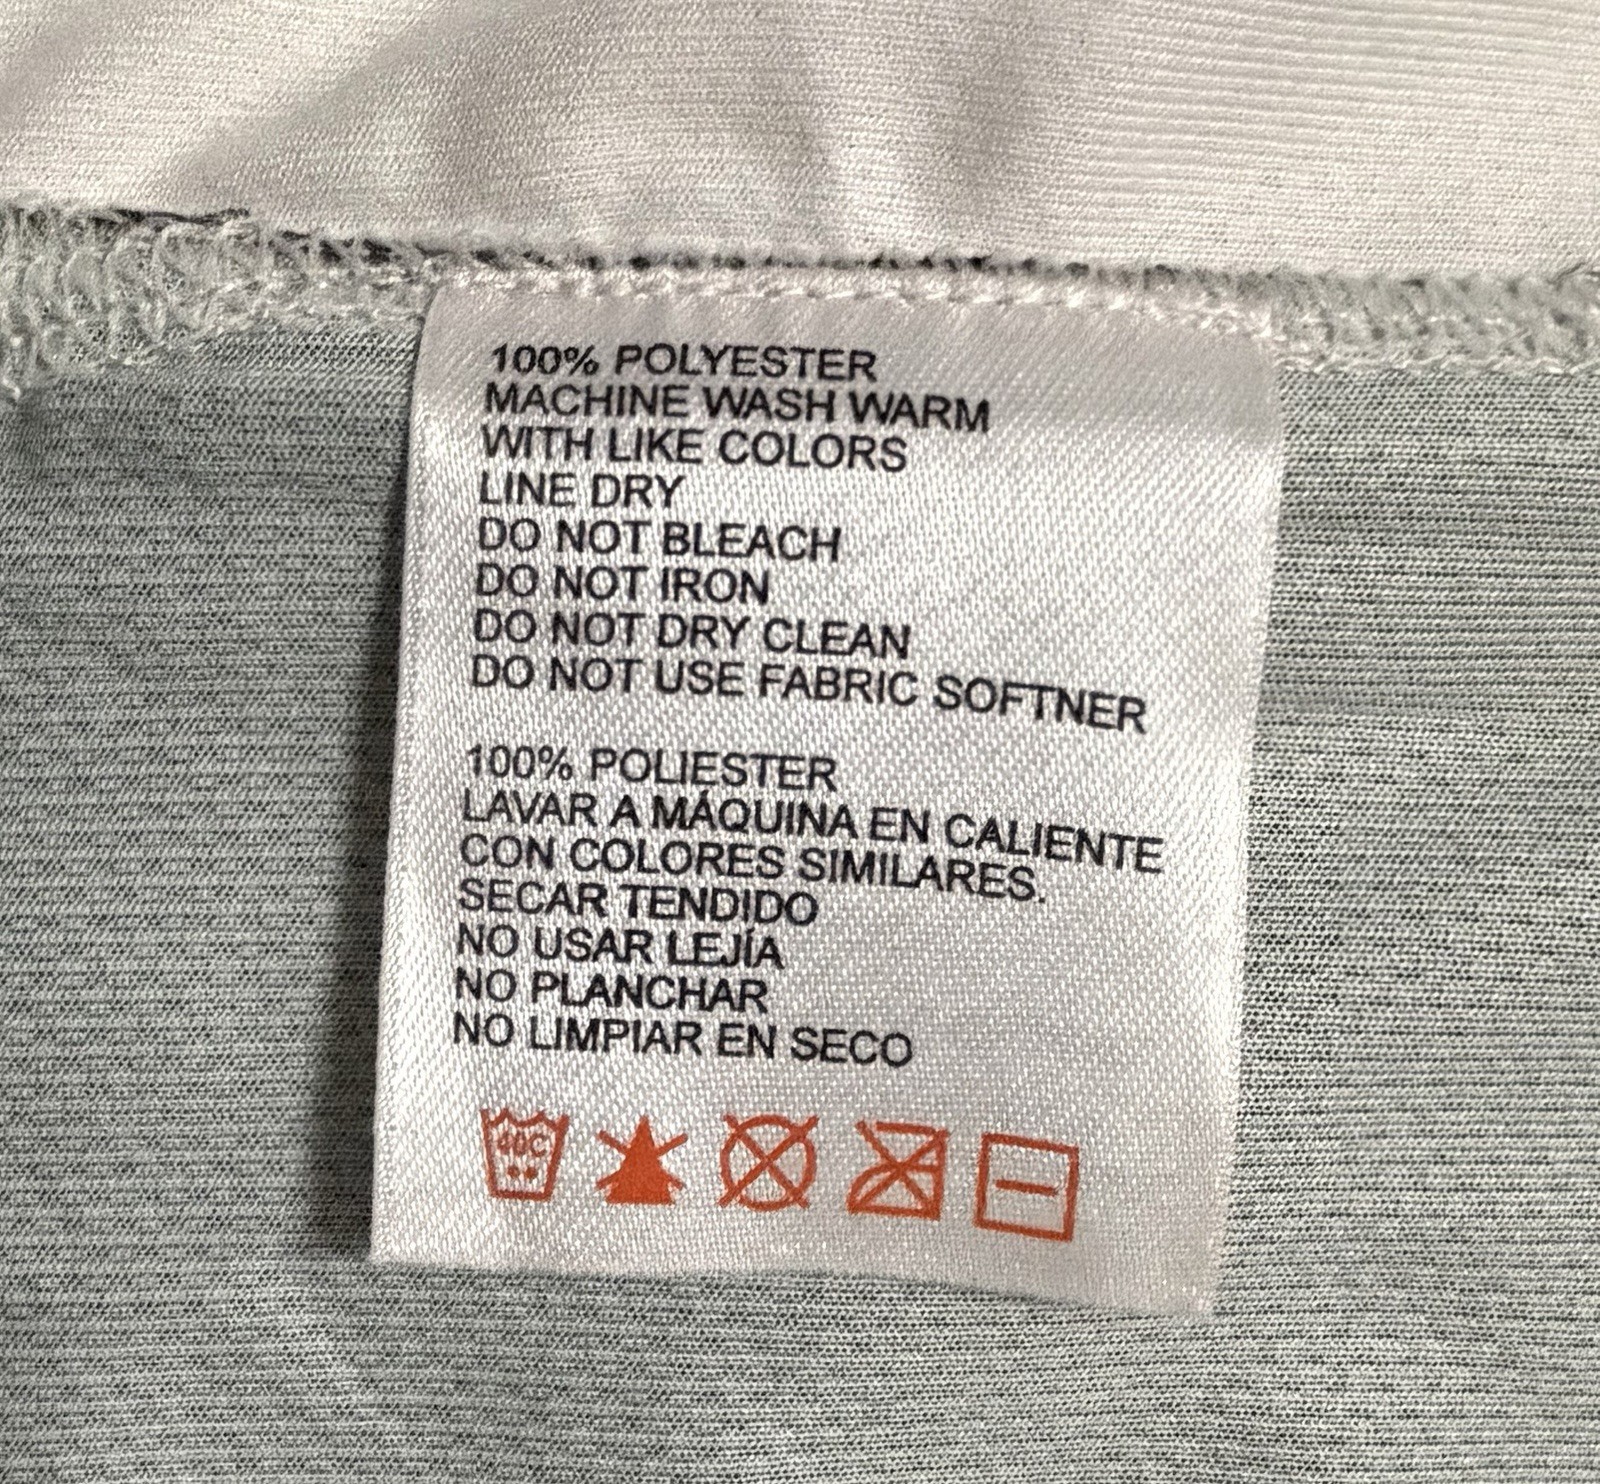 100% POLYESTER
MACHINE WASH WARM
WITH LIKE COLORS
LINE DRY
DO NOT BLEACH
DO NOT IRON
DO NOT DRY CLEAN
DO NOT USE FABRIC SOFTNER
100% POLIESTER
LAVAR A MÁQUINA EN CALIENTE
CON COLORES SIMILARES.
SECAR TENDIDO
NO USAR LEJÍA
NO PLANCHAR
NO LIMPIAR EN SECO
40C